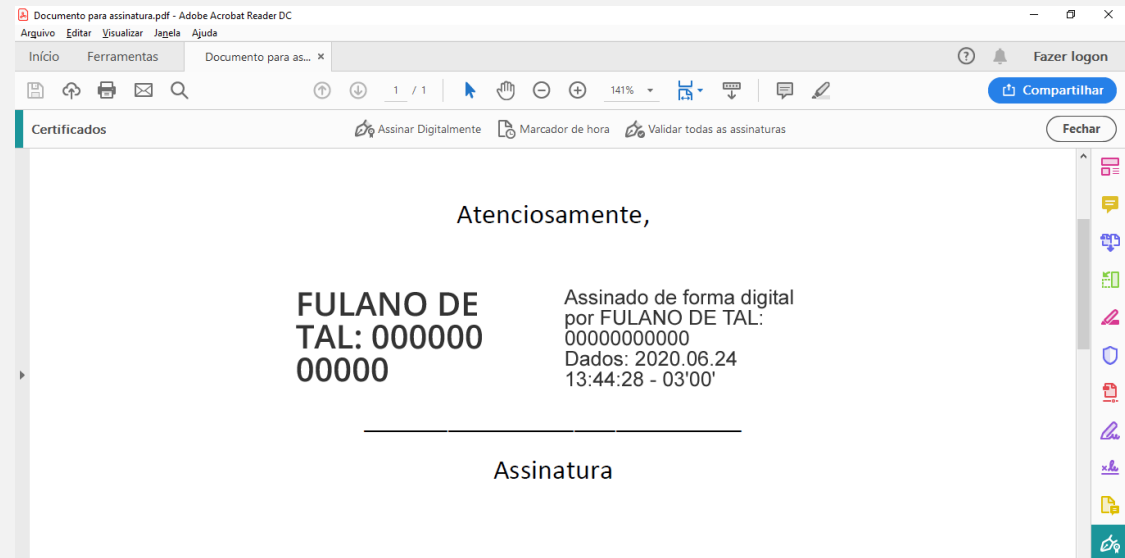 Documento para assinatura.pdf - Adobe Acrobat Reader DC
Arquivo Editar Visualizar Janela Ajuda
Início Ferramentas Documento para as... ×
Fazer logon
1 / 1 141% Compartilhar
Certificados Assinar Digitalmente Marcador de hora Validar todas as assinaturas Fechar
Atenciosamente,
FULANO DE
TAL: 000000
00000
Assinado de forma digital
por FULANO DE TAL:
00000000000
Dados: 2020.06.24
13:44:28 - 03'00'
Assinatura